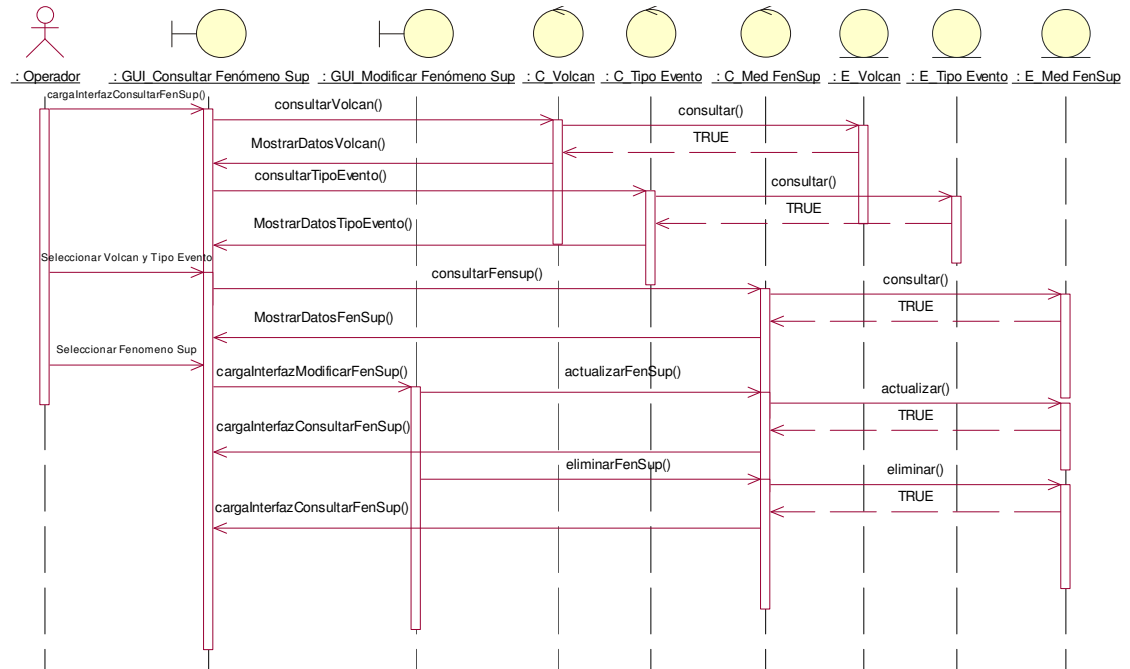 : Operador
: GUI_Consultar Fenómeno Sup
: GUI_Modificar Fenómeno Sup
: C_Volcan
: C_Tipo Evento
: C_Med FenSup
: E_Volcan
: E_Tipo Evento
: E_Med FenSup
cargaInterfazConsultarFenSup()
consultarVolcan()
consultar()
TRUE
MostrarDatosVolcan()
consultarTipoEvento()
consultar()
TRUE
MostrarDatosTipoEvento()
Seleccionar Volcan y Tipo Evento
consultarFensup()
consultar()
TRUE
MostrarDatosFenSup()
Seleccionar Fenomeno Sup
cargaInterfazModificarFenSup()
actualizarFenSup()
actualizar()
TRUE
cargaInterfazConsultarFenSup()
eliminarFenSup()
eliminar()
TRUE
cargaInterfazConsultarFenSup()